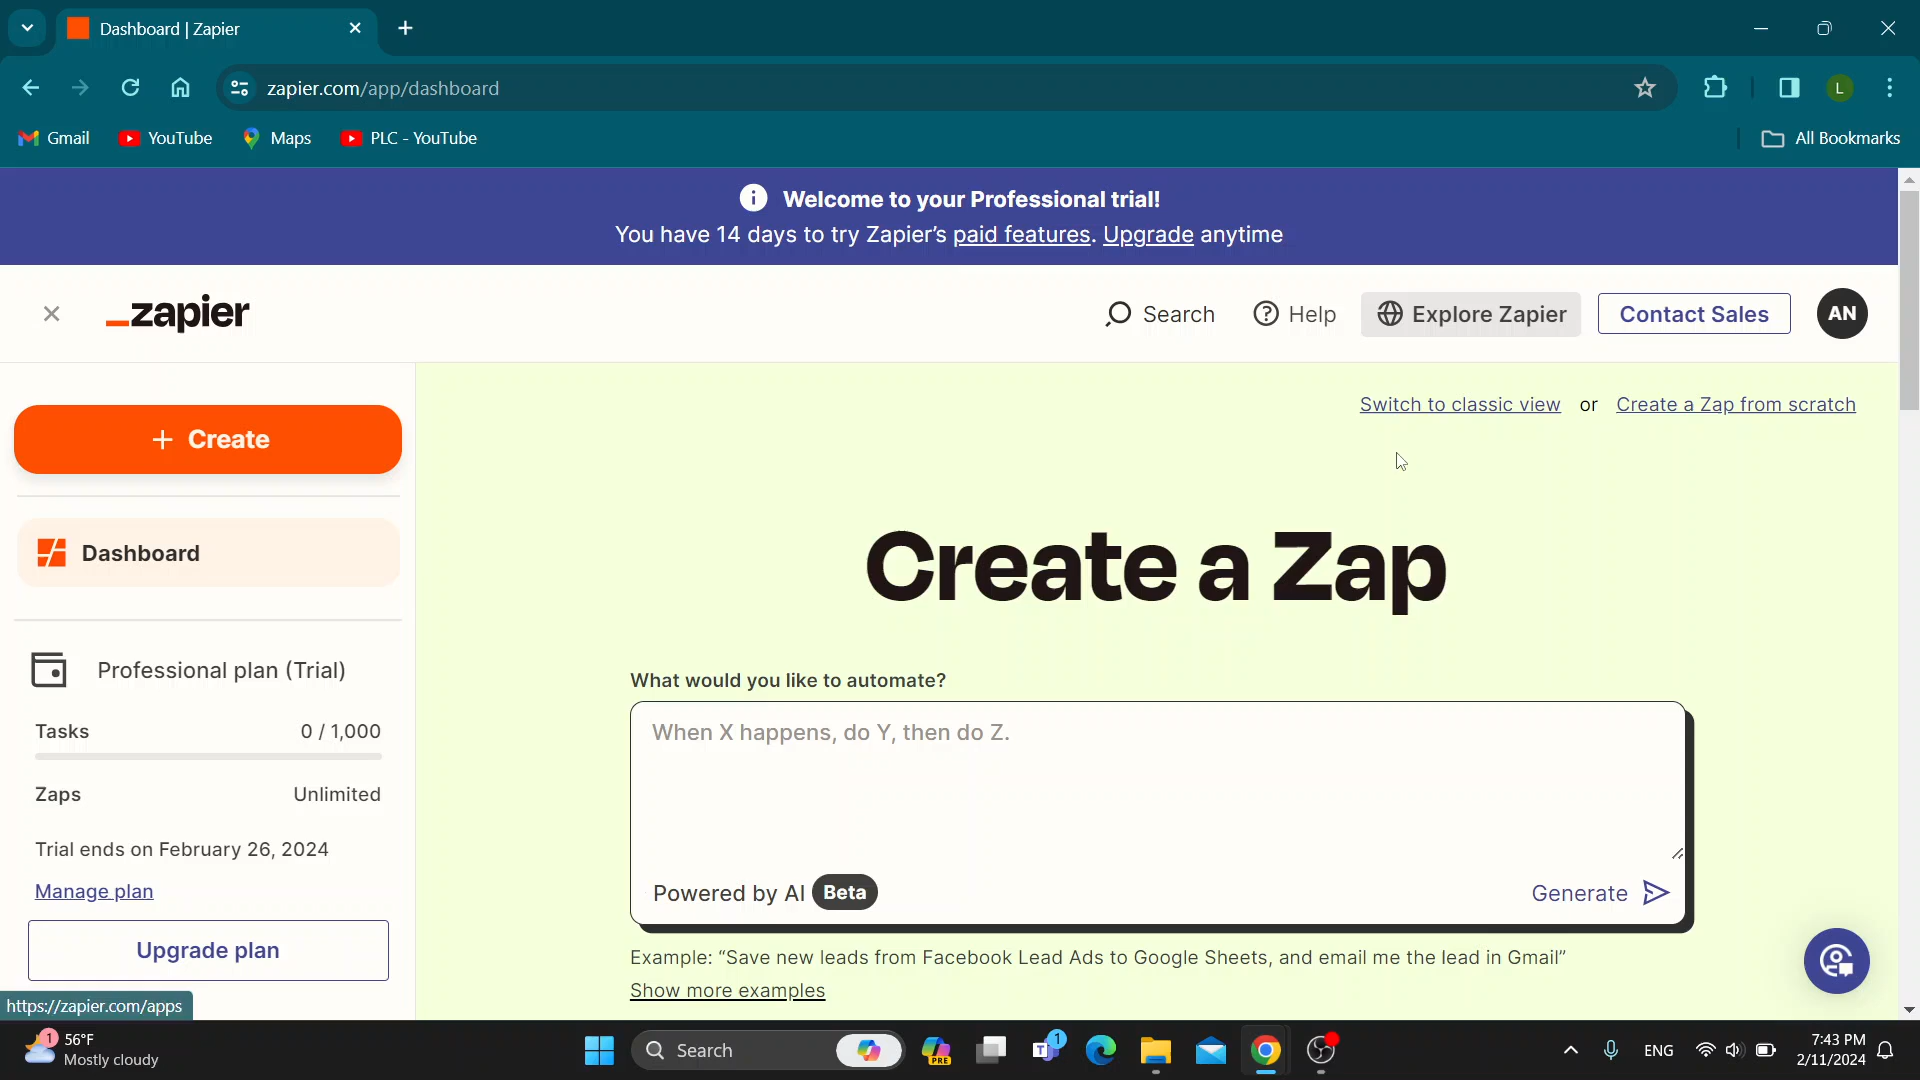 Dashboard | Zapier
zapier.com/app/dashboard
Gmail
YouTube
Maps
PLC - YouTube
All Bookmarks
L
Welcome to your Professional trial!
You have 14 days to try Zapier’s paid features. Upgrade anytime
_zapier
Search
Help
Explore Zapier
Contact Sales
AN
+ Create
Dashboard
Professional plan (Trial)
Tasks 0 / 1,000
Zaps Unlimited
Trial ends on February 26, 2024
Manage plan
Upgrade plan
https://zapier.com/apps
Switch to classic view or Create a Zap from scratch
Create a Zap
What would you like to automate?
When X happens, do Y, then do Z.
Powered by AI Beta
Generate
Example: “Save new leads from Facebook Lead Ads to Google Sheets, and email me the lead in Gmail”
Show more examples
1
56°F
Mostly cloudy
Search
PRE
1
ENG
7:43 PM
2/11/2024